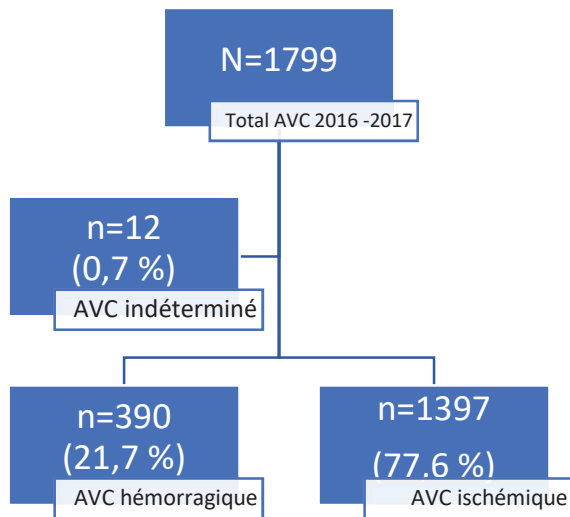 N=1799
Total AVC 2016 -2017
n=12
(0,7 %)
AVC indéterminé
n=390
(21,7 %)
AVC hémorragique
n=1397
(77,6 %)
AVC ischémique